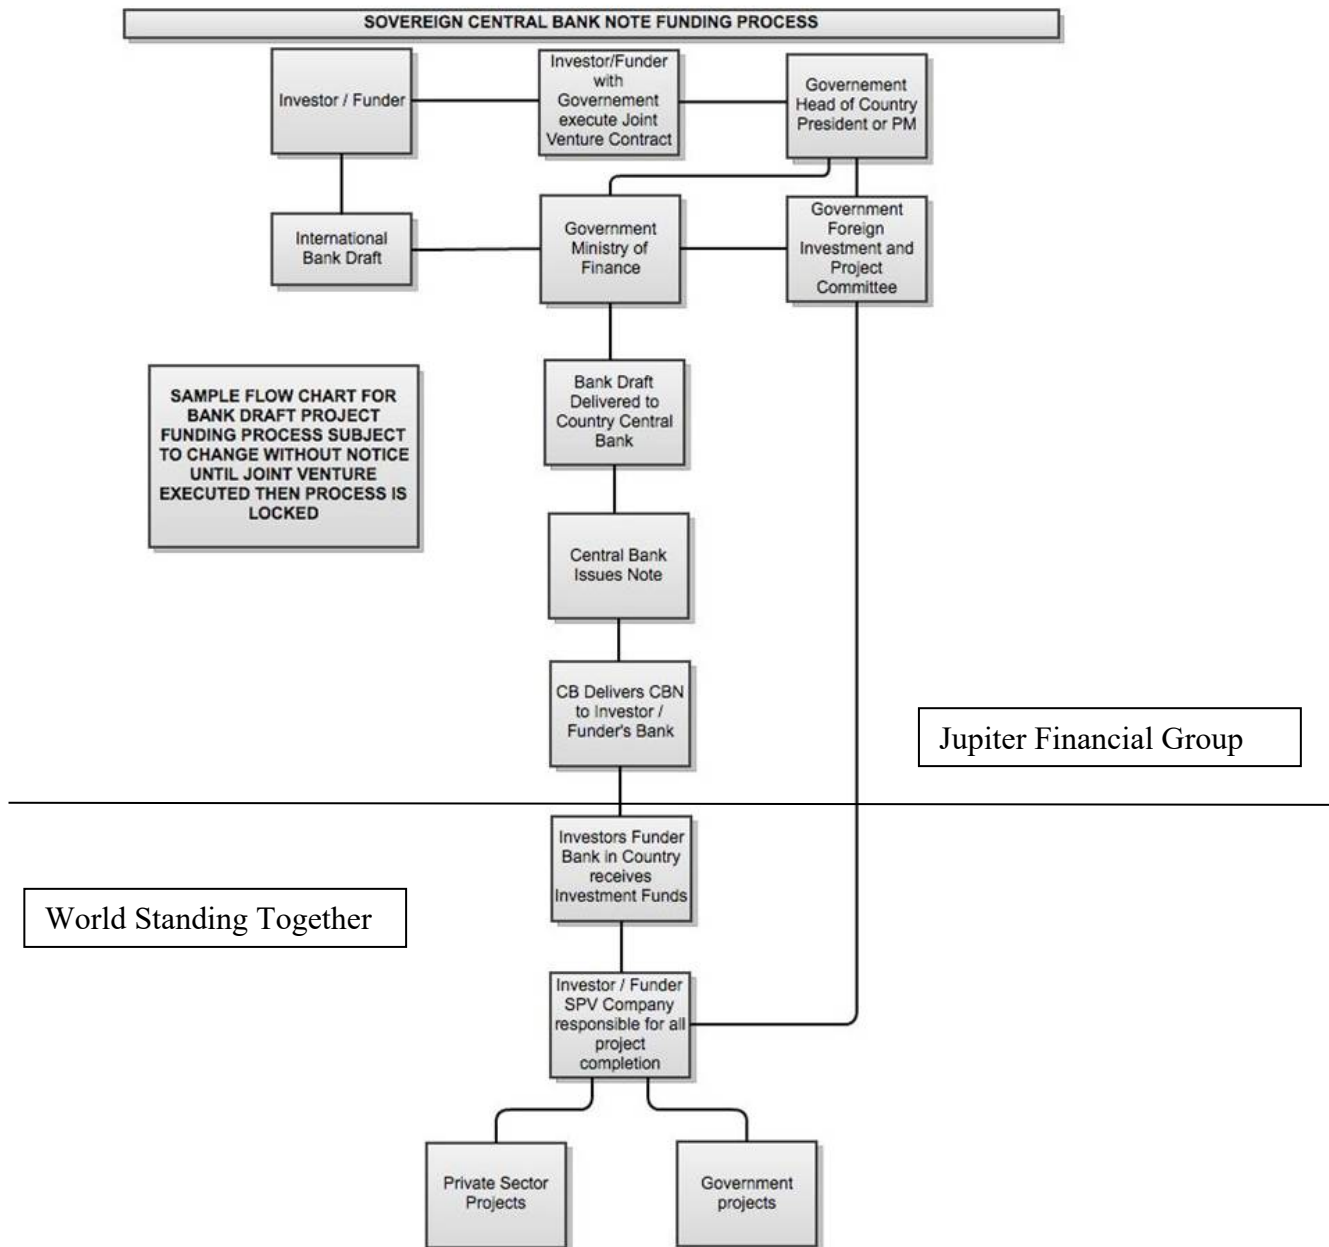 SOVEREIGN CENTRAL BANK NOTE FUNDING PROCESS
Investor / Funder
Investor/Funder
with
Governement
execute Joint
Venture Contract
Governement
Head of Country
President or PM
International
Bank Draft
Government
Ministry of
Finance
Government
Foreign
Investment and
Project
Committee
SAMPLE FLOW CHART FOR
BANK DRAFT PROJECT
FUNDING PROCESS SUBJECT
TO CHANGE WITHOUT NOTICE
UNTIL JOINT VENTURE
EXECUTED THEN PROCESS IS
LOCKED
Bank Draft
Delivered to
Country Central
Bank
Central Bank
Issues Note
CB Delivers CBN
to Investor /
Funder's Bank
Jupiter Financial Group
Investors Funder
Bank in Country
receives
Investment Funds
World Standing Together
Investor / Funder
SPV Company
responsible for all
project
completion
Private Sector
Projects
Government
projects